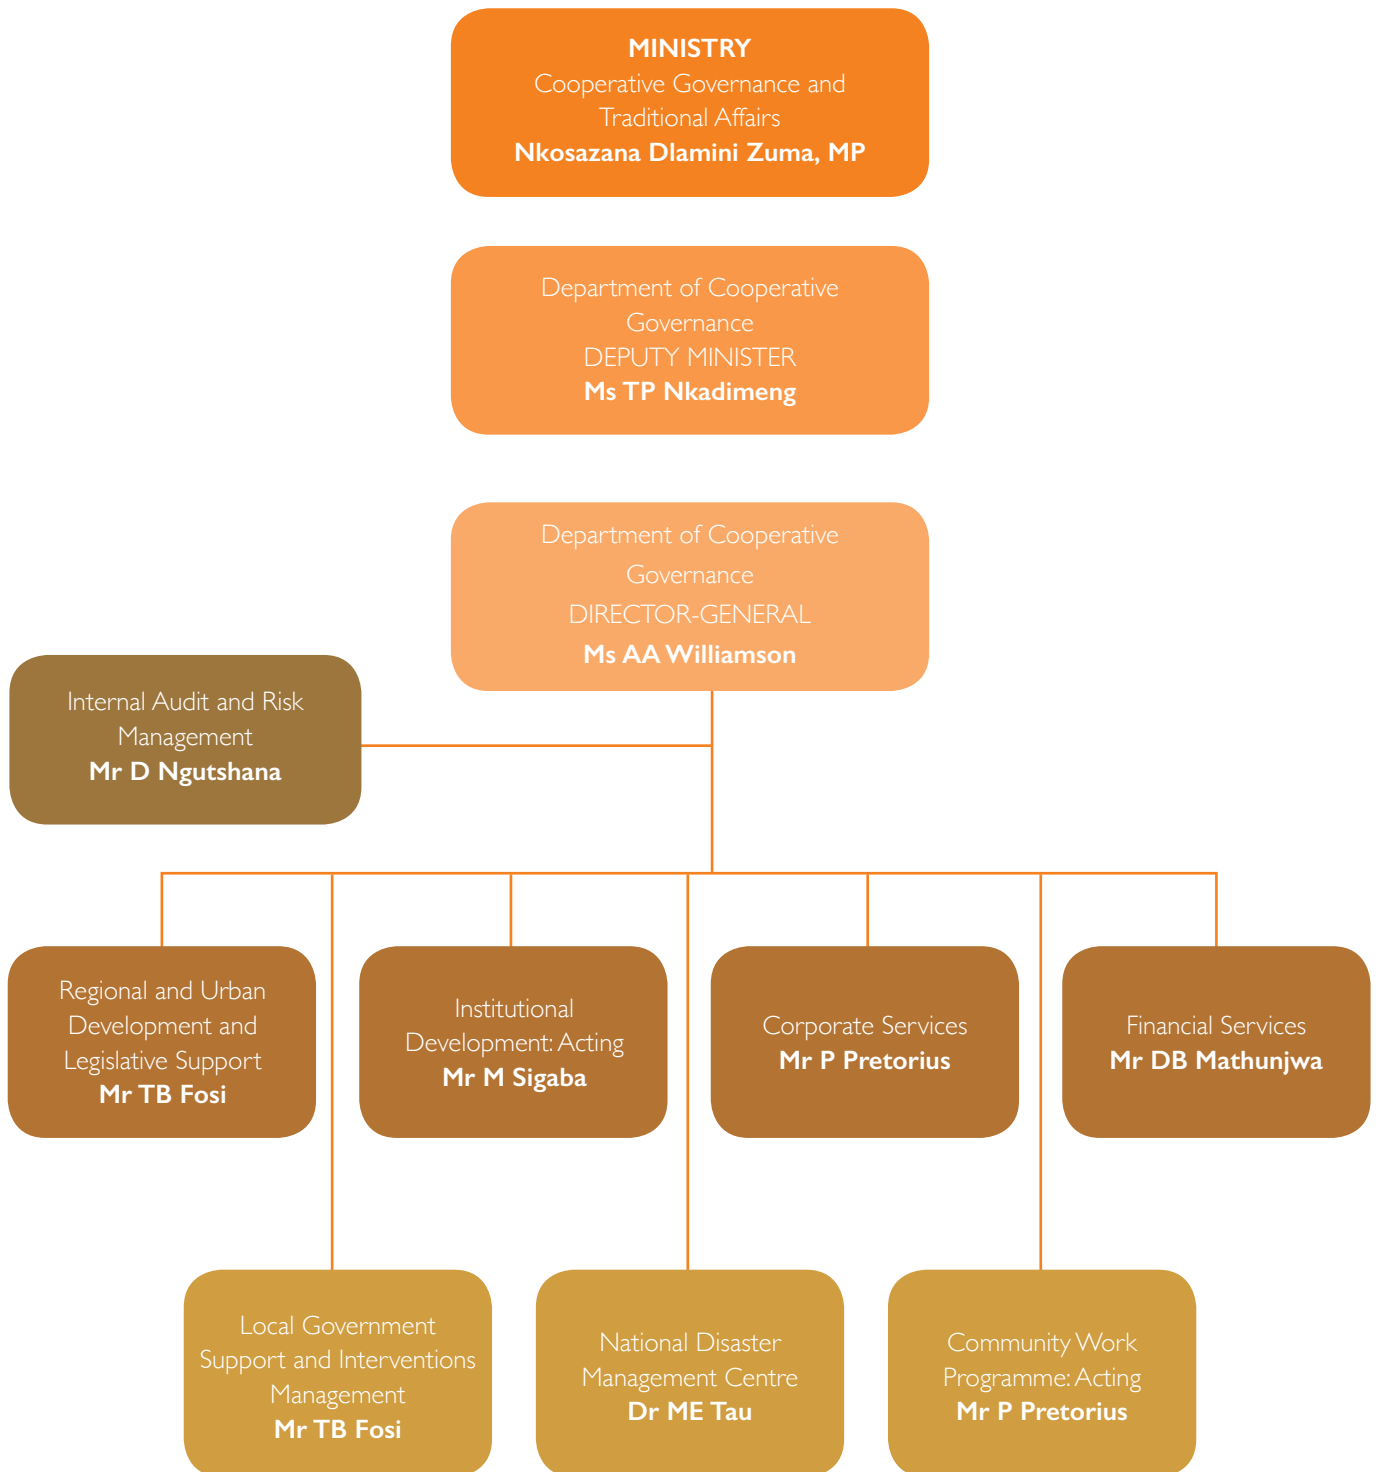 MINISTRY
Cooperative Governance and
Traditional Affairs
Nkosazana Dlamini Zuma, MP
Department of Cooperative
Governance
DEPUTY MINISTER
Ms TP Nkadimeng
Department of Cooperative
Governance
DIRECTOR-GENERAL
Ms AA Williamson
Internal Audit and Risk
Management
Mr D Ngutshana
Regional and Urban
Development and
Legislative Support
Mr TB Fosi
Institutional
Development: Acting
Mr M Sigaba
Corporate Services
Mr P Pretorius
Financial Services
Mr DB Mathunjwa
Local Government
Support and Interventions
Management
Mr TB Fosi
National Disaster
Management Centre
Dr ME Tau
Community Work
Programme: Acting
Mr P Pretorius